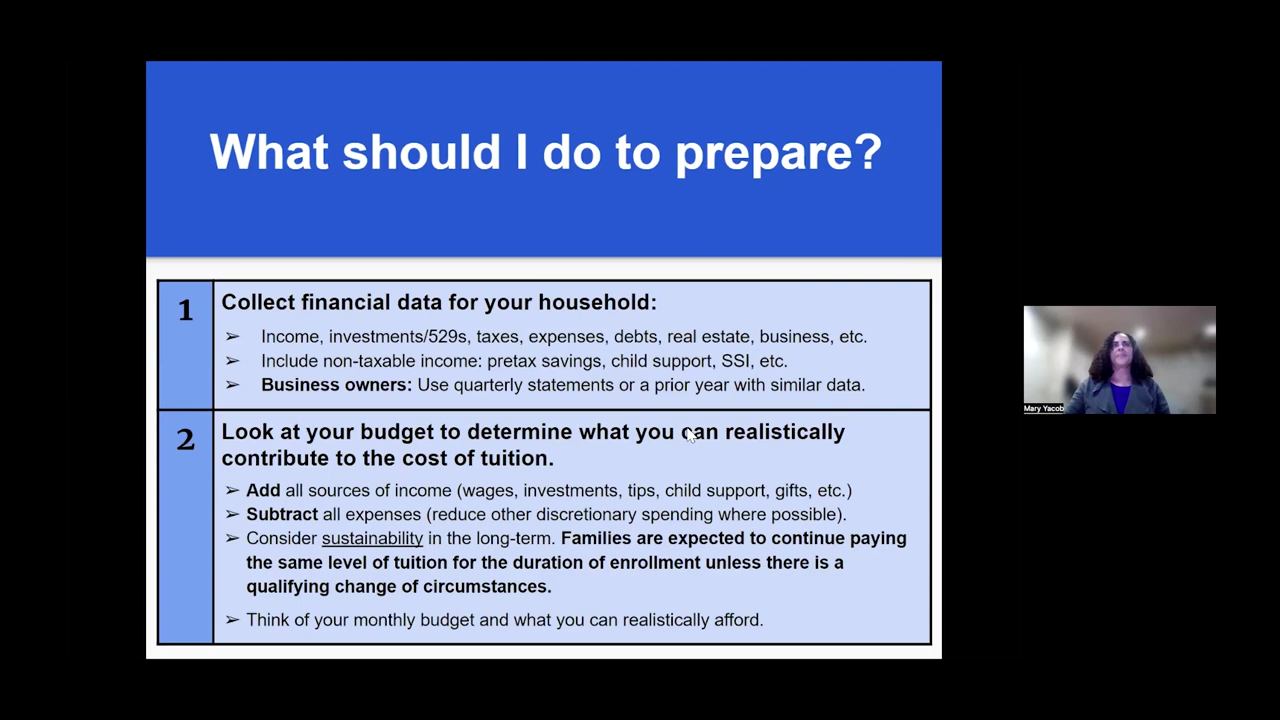 What should I do to prepare?
1
Collect financial data for your household:
➢ Income, investments/529s, taxes, expenses, debts, real estate, business, etc.
➢ Include non-taxable income: pretax savings, child support, SSI, etc.
➢ Business owners: Use quarterly statements or a prior year with similar data.
2
Look at your budget to determine what you can realistically
contribute to the cost of tuition.
➢ Add all sources of income (wages, investments, tips, child support, gifts, etc.)
➢ Subtract all expenses (reduce other discretionary spending where possible).
➢ Consider sustainability in the long-term. Families are expected to continue paying
the same level of tuition for the duration of enrollment unless there is a
qualifying change of circumstances.
➢ Think of your monthly budget and what you can realistically afford.
Mary Yacob